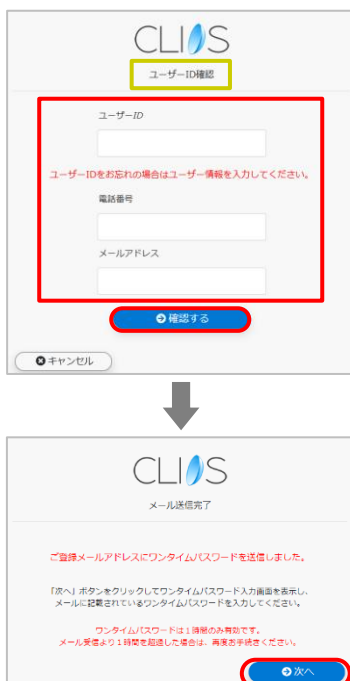 CLIOS
ユーザーID確認
ユーザーID
ユーザーIDをお忘れの場合はユーザー情報を入力してください。
電話番号
メールアドレス
確認する
キャンセル
CLIOS
メール送信完了
ご登録メールアドレスにワンタイムパスワードを送信しました。
「次へ」ボタンをクリックしてワンタイムパスワード入力画面を表示し、
メールに記載されているワンタイムパスワードを入力してください。
ワンタイムパスワードは1時間のみ有効です。
メール受信より1時間を超過した場合は、再度お手続きください。
次へ